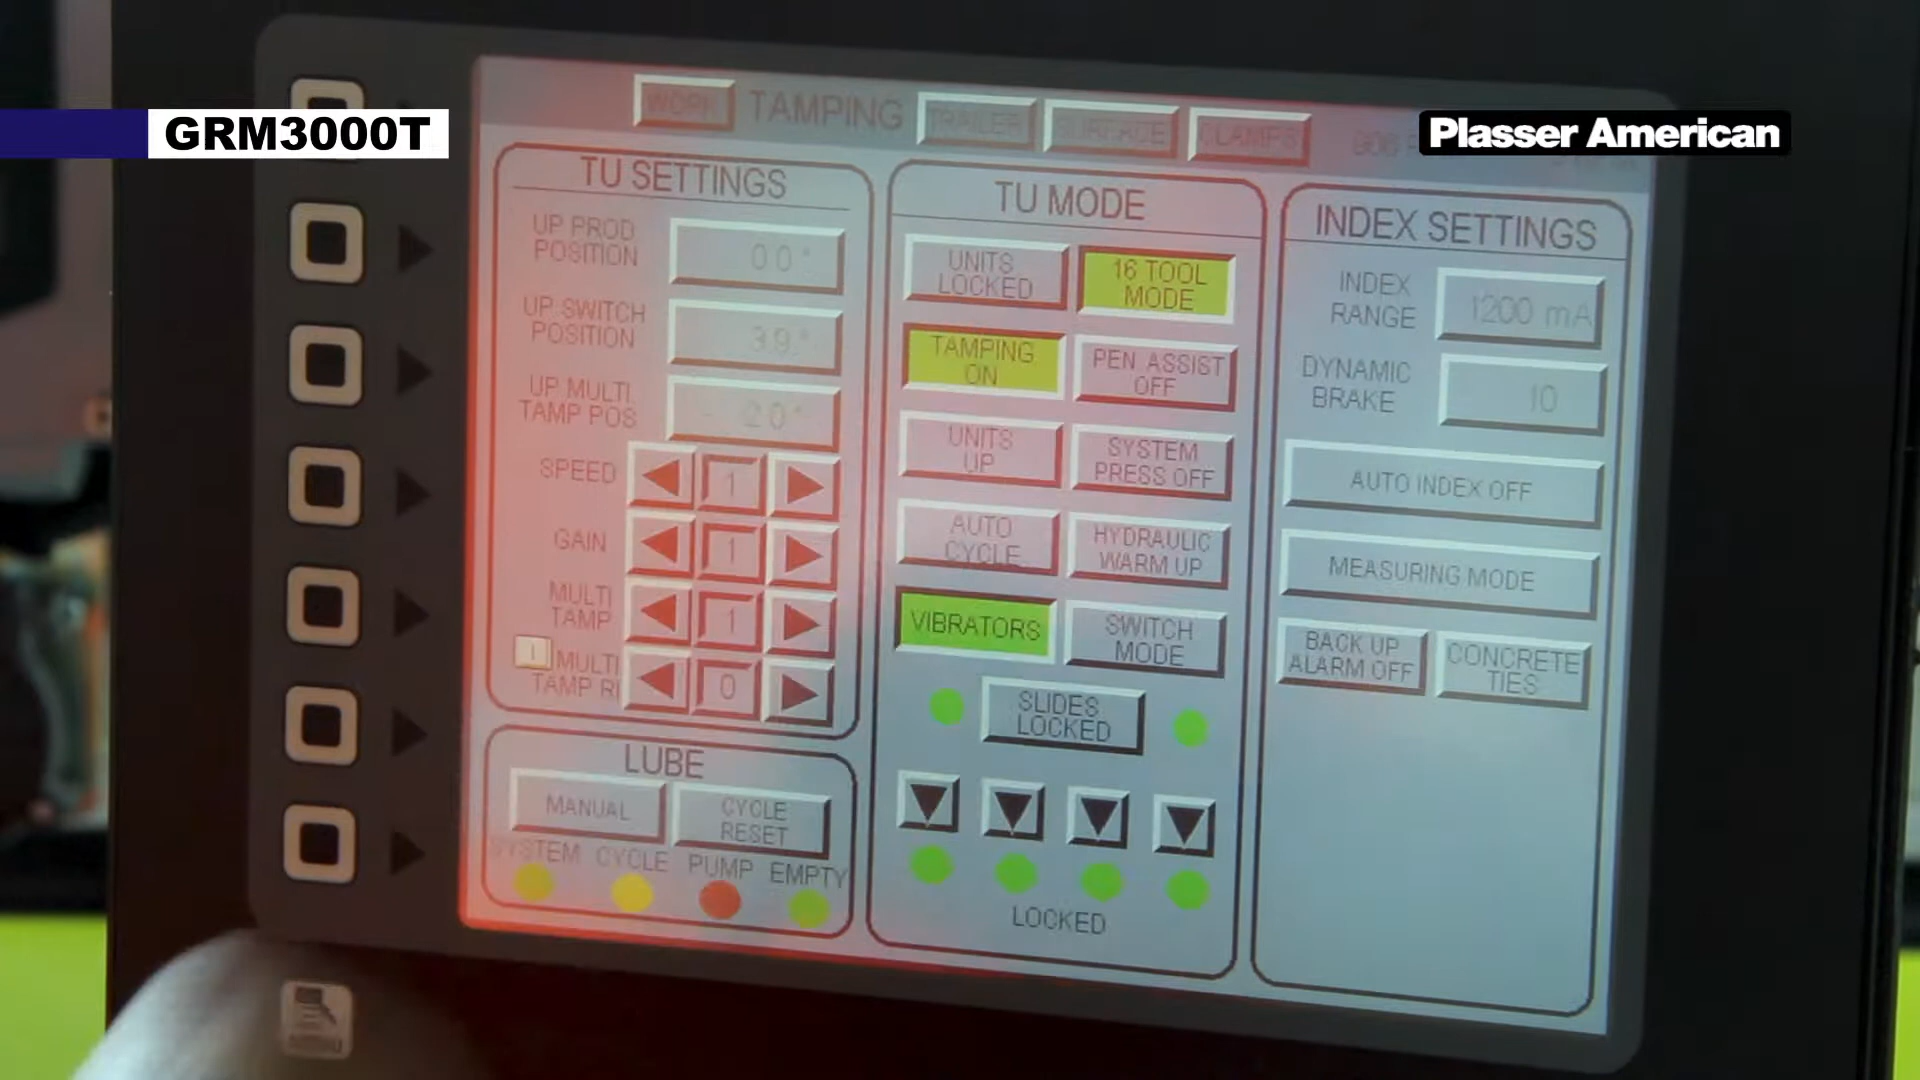 GRM3000T
Plasser American
WORK TAMPING TRAILER SURFACE CLAMPS
TU SETTINGS
UP PROD
POSITION
0.0°
UP SWITCH
POSITION
3.9°
UP MULTI.
TAMP POS
- 2.0°
SPEED
1
GAIN
1
MULTI
TAMP
1
MULTI
TAMP
0
LUBE
MANUAL
CYCLE
RESET
SYSTEM CYCLE PUMP EMPTY
TU MODE
UNITS
LOCKED
16 TOOL
MODE
TAMPING
ON
PEN ASSIST
OFF
UNITS
UP
SYSTEM
PRESS OFF
AUTO
CYCLE
HYDRAULIC
WARM UP
VIBRATORS
SWITCH
MODE
SLIDES
LOCKED
LOCKED
INDEX SETTINGS
INDEX
RANGE
1200 mA
DYNAMIC
BRAKE
10
AUTO INDEX OFF
MEASURING MODE
BACK UP
ALARM OFF
CONCRETE
TIES
MENU